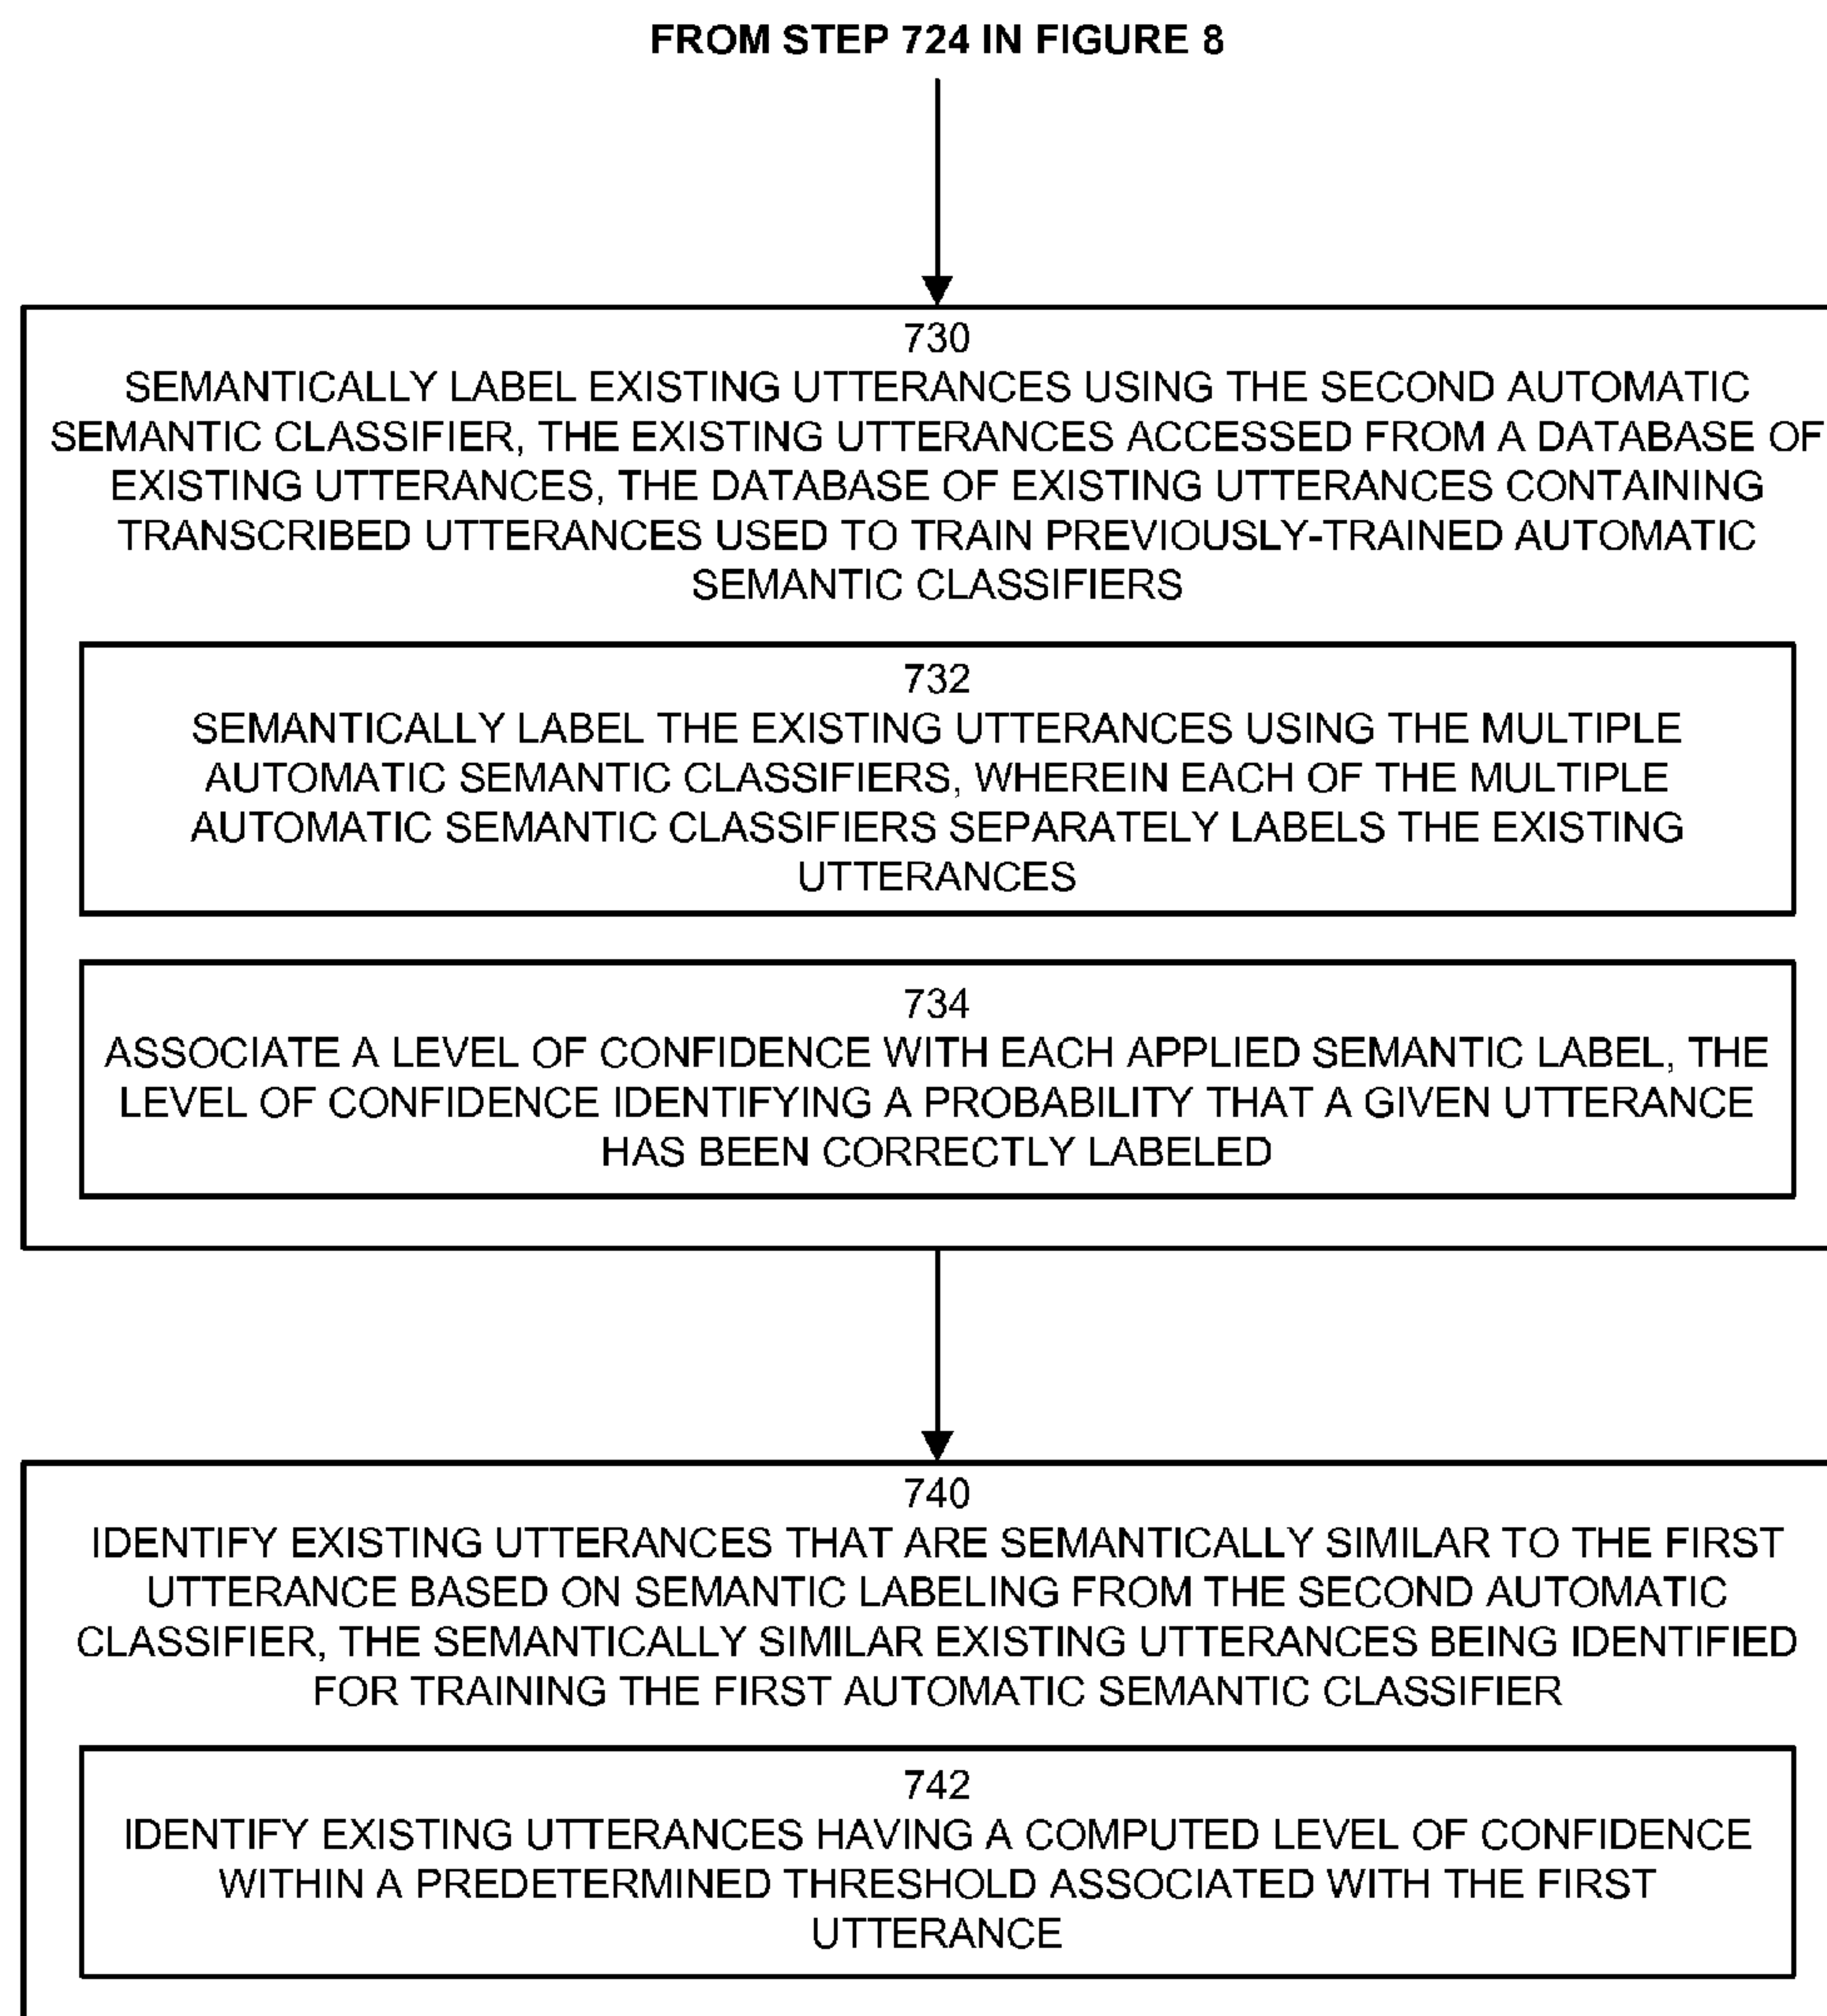 FROM STEP 724 IN FIGURE 8
730
SEMANTICALLY LABEL EXISTING UTTERANCES USING THE SECOND AUTOMATIC
SEMANTIC CLASSIFIER, THE EXISTING UTTERANCES ACCESSED FROM A DATABASE OF
EXISTING UTTERANCES, THE DATABASE OF EXISTING UTTERANCES CONTAINING
TRANSCRIBED UTTERANCES USED TO TRAIN PREVIOUSLY-TRAINED AUTOMATIC
SEMANTIC CLASSIFIERS
732
SEMANTICALLY LABEL THE EXISTING UTTERANCES USING THE MULTIPLE
AUTOMATIC SEMANTIC CLASSIFIERS, WHEREIN EACH OF THE MULTIPLE
AUTOMATIC SEMANTIC CLASSIFIERS SEPARATELY LABELS THE EXISTING
UTTERANCES
734
ASSOCIATE A LEVEL OF CONFIDENCE WITH EACH APPLIED SEMANTIC LABEL, THE
LEVEL OF CONFIDENCE IDENTIFYING A PROBABILITY THAT A GIVEN UTTERANCE
HAS BEEN CORRECTLY LABELED
740
IDENTIFY EXISTING UTTERANCES THAT ARE SEMANTICALLY SIMILAR TO THE FIRST
UTTERANCE BASED ON SEMANTIC LABELING FROM THE SECOND AUTOMATIC
CLASSIFIER, THE SEMANTICALLY SIMILAR EXISTING UTTERANCES BEING IDENTIFIED
FOR TRAINING THE FIRST AUTOMATIC SEMANTIC CLASSIFIER
742
IDENTIFY EXISTING UTTERANCES HAVING A COMPUTED LEVEL OF CONFIDENCE
WITHIN A PREDETERMINED THRESHOLD ASSOCIATED WITH THE FIRST
UTTERANCE